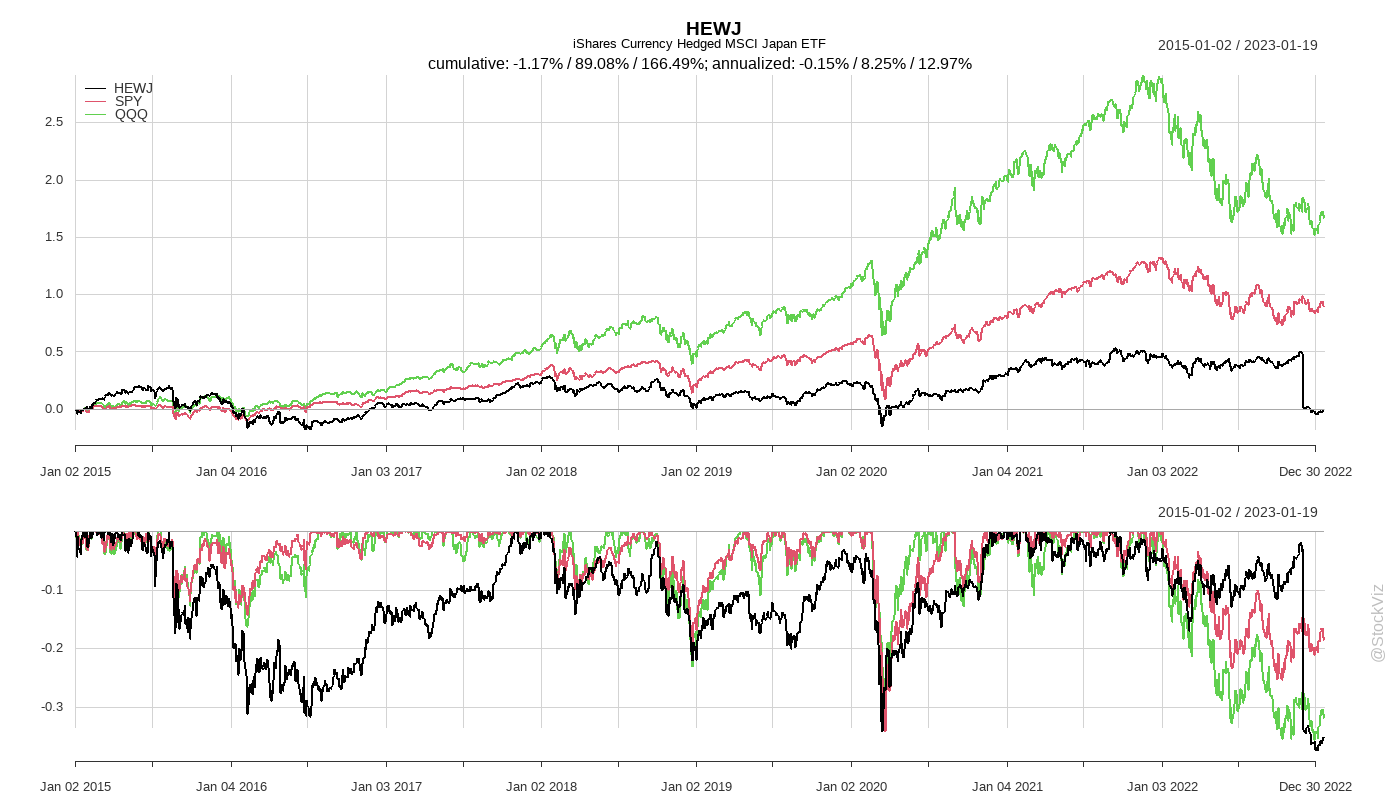 HEWJ
iShares Currency Hedged MSCI Japan ETF
2015-01-02 / 2023-01-19
cumulative: -1.17% / 89.08% / 166.49%; annualized: -0.15% / 8.25% / 12.97%
HEWJ
SPY
QQQ
2.5
2.0
1.5
1.0
0.5
0.0
Jan 02 2015 Jan 04 2016 Jan 03 2017 Jan 02 2018 Jan 02 2019 Jan 02 2020 Jan 04 2021 Jan 03 2022 Dec 30 2022
2015-01-02 / 2023-01-19
-0.1
-0.2
-0.3
@StockViz
Jan 02 2015 Jan 04 2016 Jan 03 2017 Jan 02 2018 Jan 02 2019 Jan 02 2020 Jan 04 2021 Jan 03 2022 Dec 30 2022